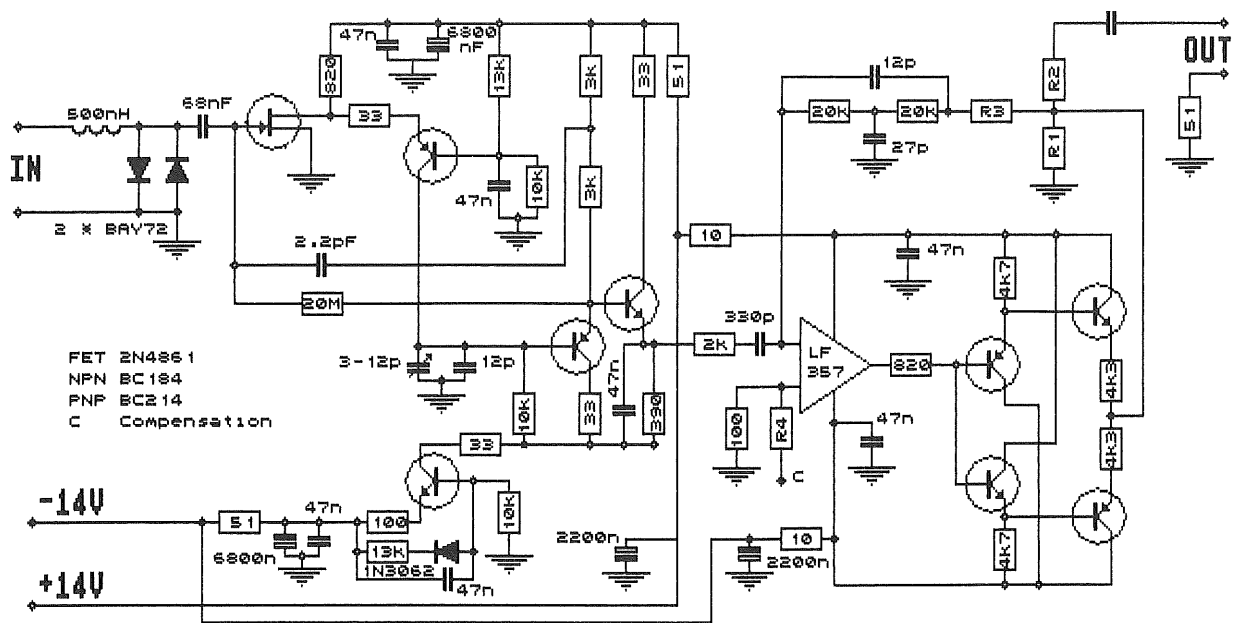 47n
6800
nF
820
13k
3k
33
51
12p
R2
OUT
500nH
68nF
33
20k
20k
R3
51
27p
R1
IN
47n
10k
3k
2 X BAY72
2.2pF
10
47n
4K7
20M
330p
FET 2N4861
NPN BC184
PNP BC214
C Compensation
3-12p
12p
2k
LF
357
820
4K3
47n
10k
33
390
100
R4
47n
4K3
33
C
-14V
47n
51
100
10k
6800n
13k
1N3062
47n
2200n
10
2200n
4K7
+14V